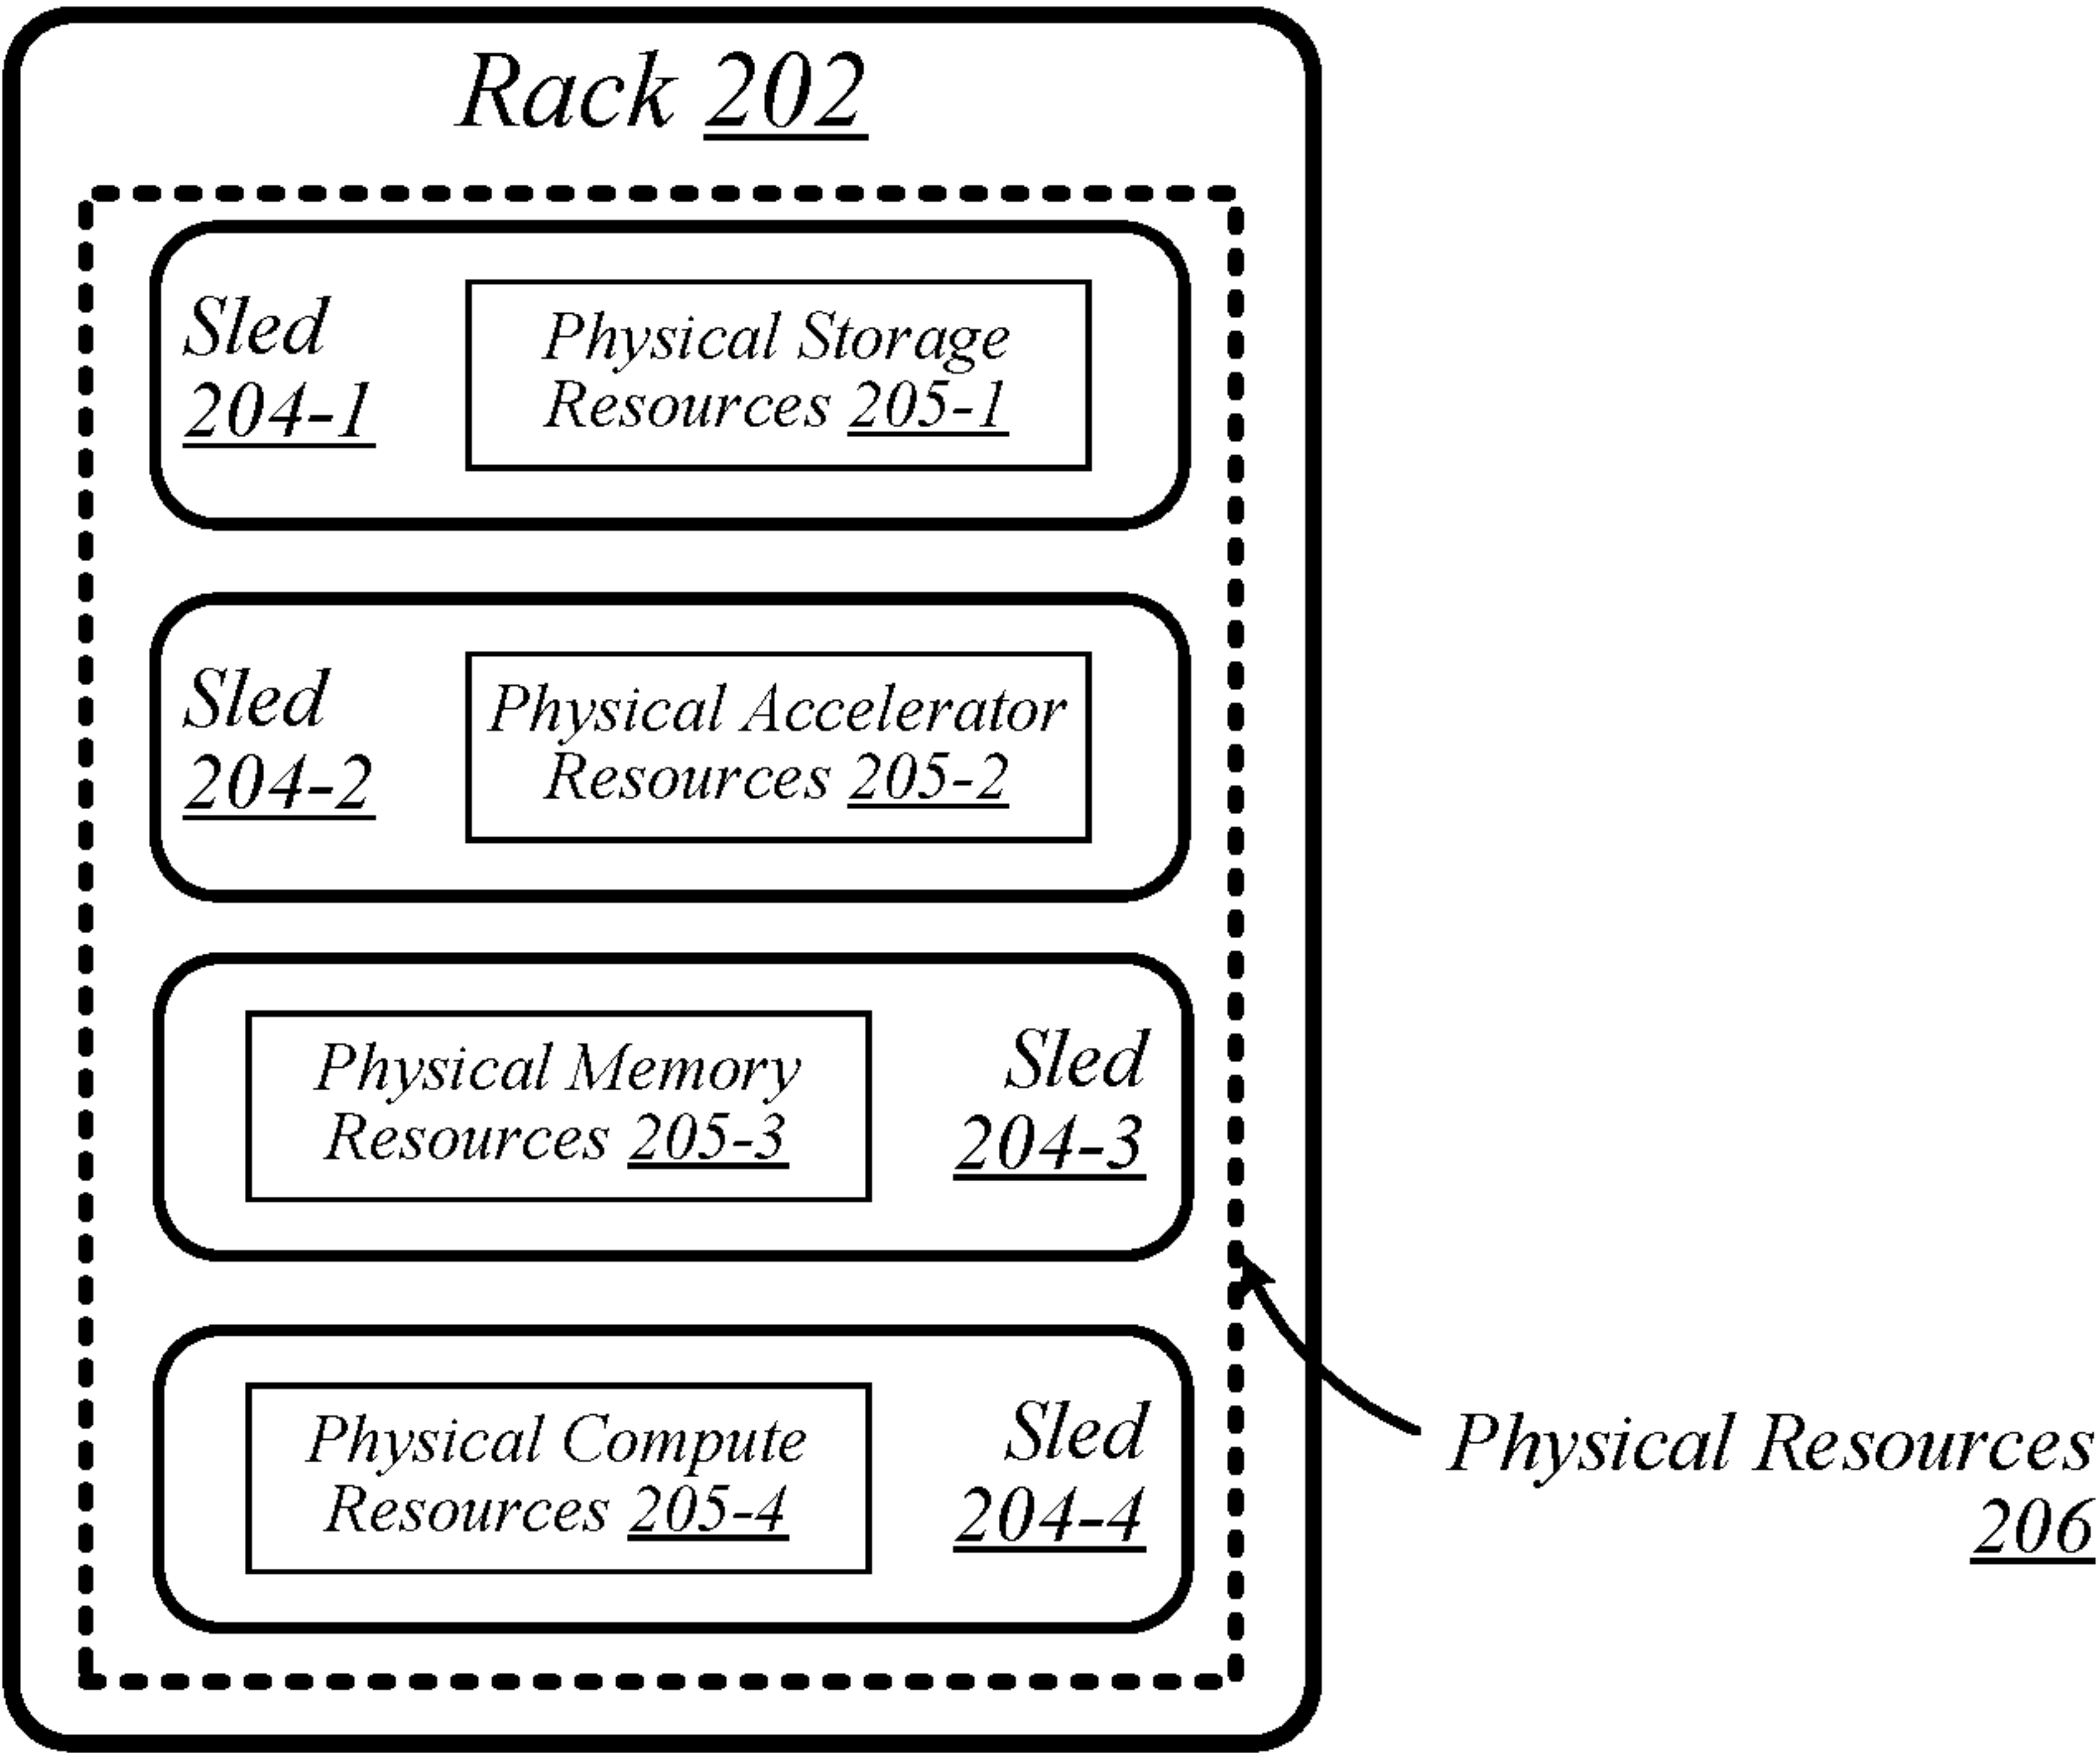 Rack 202
Sled
204-1
Physical Storage
Resources 205-1
Sled
204-2
Physical Accelerator
Resources 205-2
Physical Memory
Resources 205-3
Sled
204-3
Physical Compute
Resources 205-4
Sled
204-4
Physical Resources
206